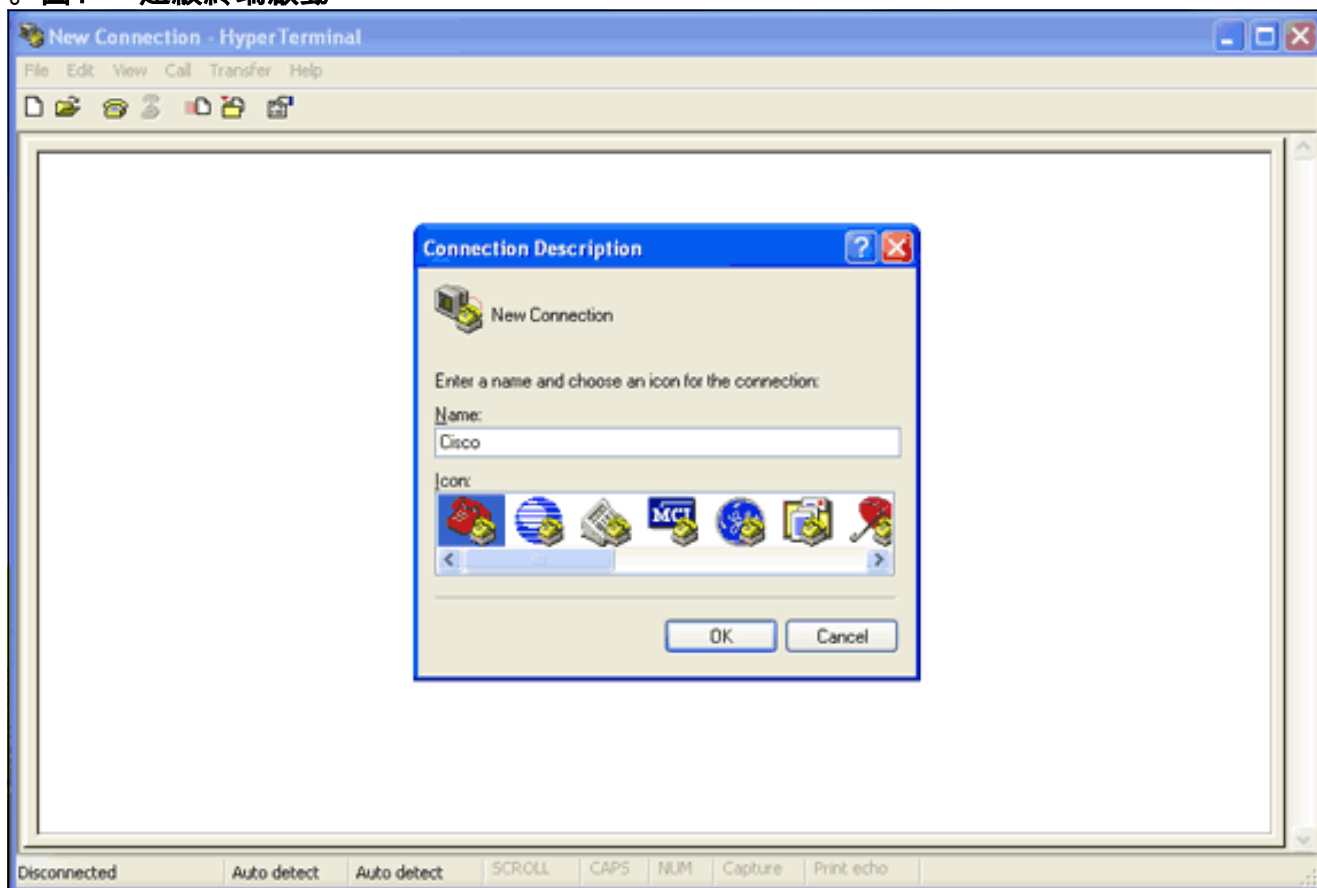 New Connection - HyperTerminal
File Edit View Call Transfer Help
Connection Description
New Connection
Enter a name and choose an icon for the connection:
Name:
Cisco
Icon:
MCI
OK Cancel
Disconnected Auto detect Auto detect SCROLL CAPS NUM Capture Print echo